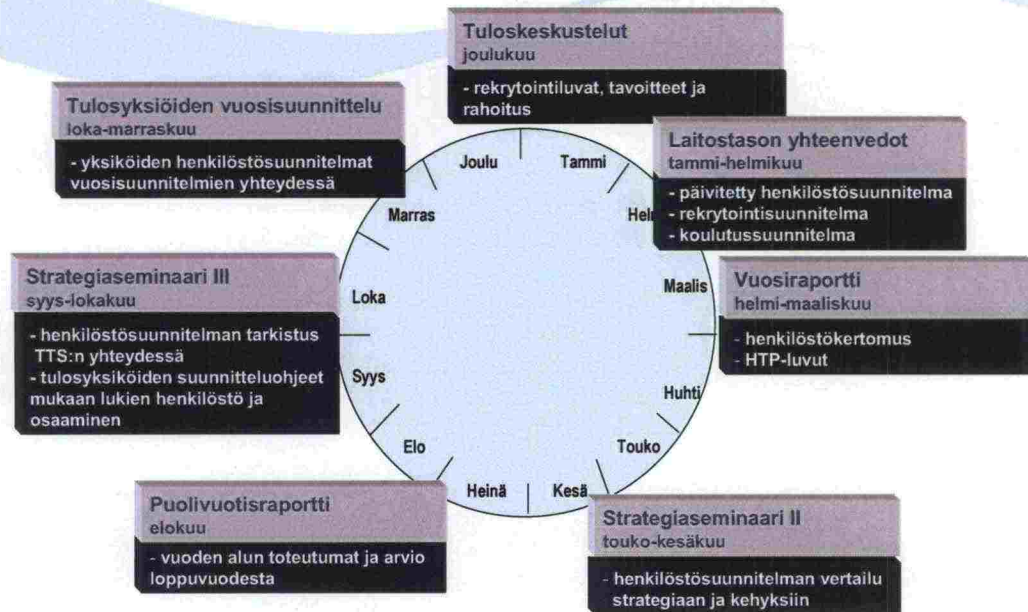 Tuloskeskustelut
joulukuu
- rekrytointiluvat, tavoitteet ja
rahoitus
Tulosyksiöiden vuosisuunnittelu
loka-marraskuu
- yksiköiden henkilöstösuunnitelmat
vuosisuunnitelmien yhteydessä
Laitostason yhteenvedot
tammi-helmikuu
- päivitetty henkilöstösuunnitelma
- rekrytointisuunnitelma
- koulutussuunnitelma
Strategiaseminaari III
syys-lokakuu
- henkilöstösuunnitelman tarkistus
TTS:n yhteydessä
- tulosyksiköiden suunnitteluohjeet
mukaan lukien henkilöstö ja
osaaminen
Vuosiraportti
helmi-maaliskuu
- henkilöstökertomus
- HTP-luvut
Puolivuotisraportti
elokuu
- vuoden alun toteutumat ja arvio
loppuvuodesta
Strategiaseminaari II
touko-kesäkuu
- henkilöstösuunnitelman vertailu
strategiaan ja kehyksiin
Joulu
Tammi
Marras
Loka
Maalis
Syys
Huhti
Elo
Touko
Heinä
Kesä